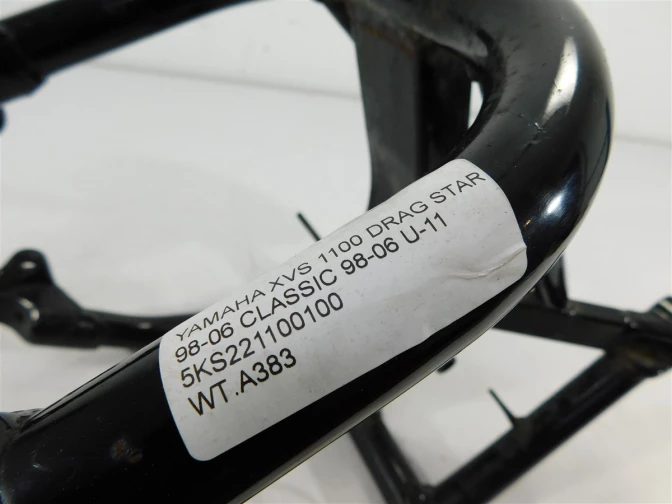 YAMAHA XVS 1100 DRAG STAR
98-06 CLASSIC 98-06 U-11
5KS221100100
WT.A383